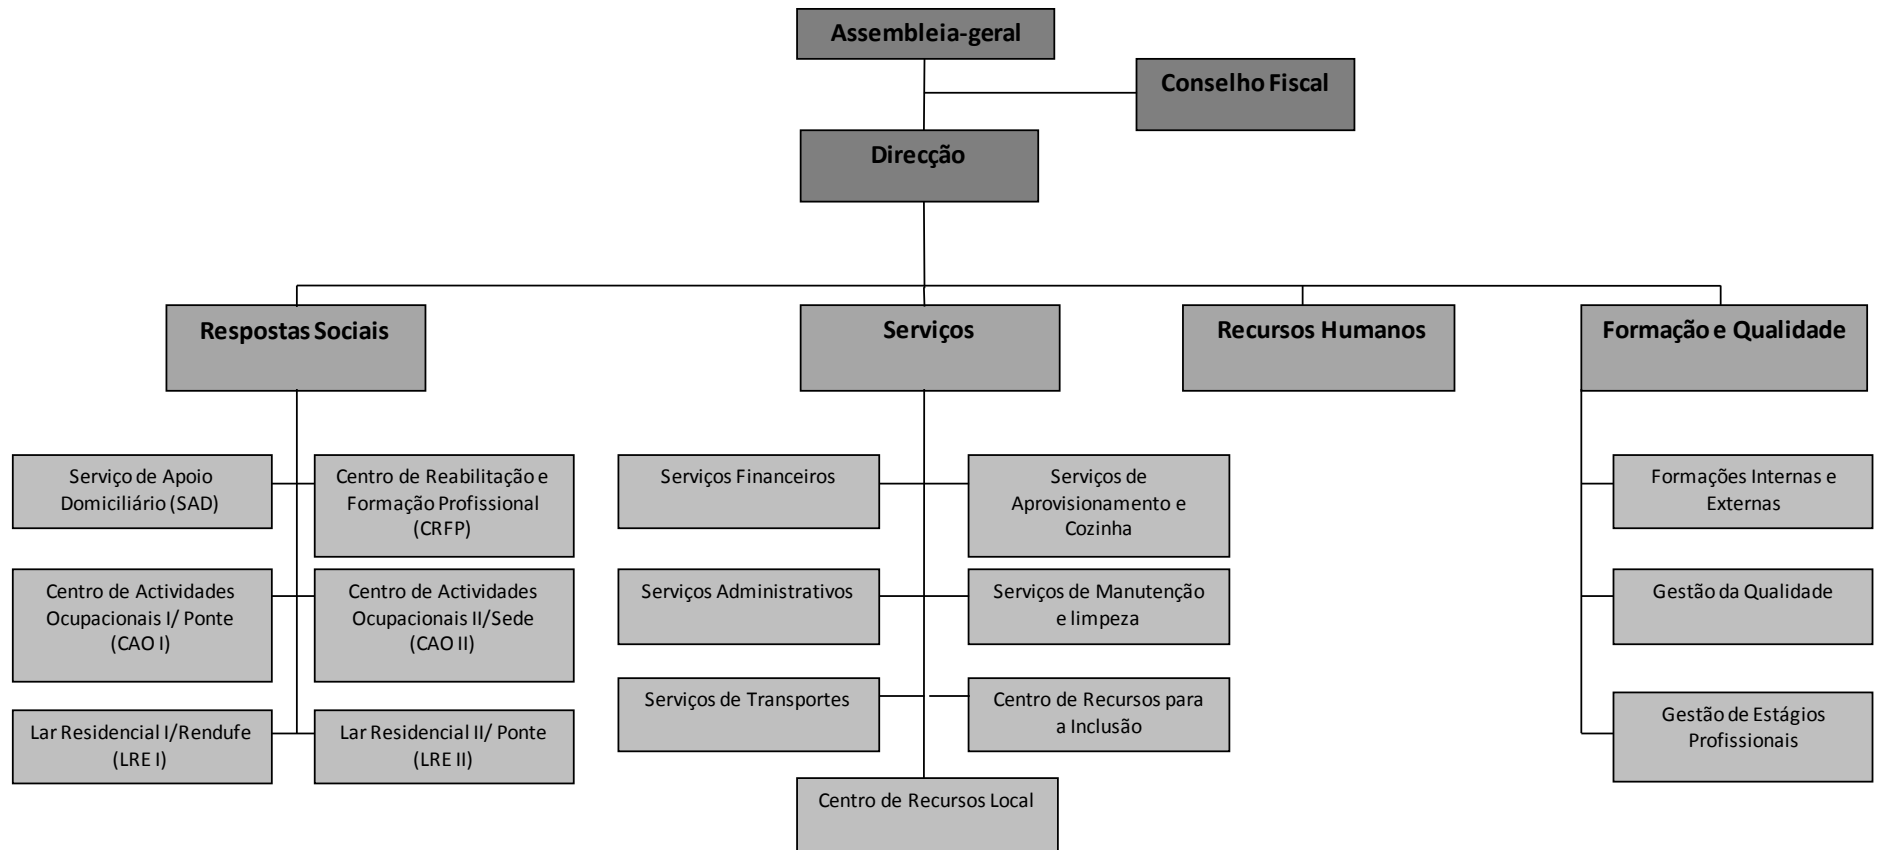 Assembleia-geral
Conselho Fiscal
Direcção
Respostas Sociais
Serviços
Recursos Humanos
Formação e Qualidade
Serviço de Apoio
Domiciliário (SAD)
Centro de Reabilitação e
Formação Profissional
(CRFP)
Centro de Actividades
Ocupacionais I/ Ponte
(CAO I)
Centro de Actividades
Ocupacionais II/Sede
(CAO II)
Lar Residencial I/Rendufe
(LRE I)
Lar Residencial II/ Ponte
(LRE II)
Serviços Financeiros
Serviços de
Aprovisionamento e
Cozinha
Serviços Administrativos
Serviços de Manutenção
e limpeza
Serviços de Transportes
Centro de Recursos para
a Inclusão
Centro de Recursos Local
Formações Internas e
Externas
Gestão da Qualidade
Gestão de Estágios
Profissionais